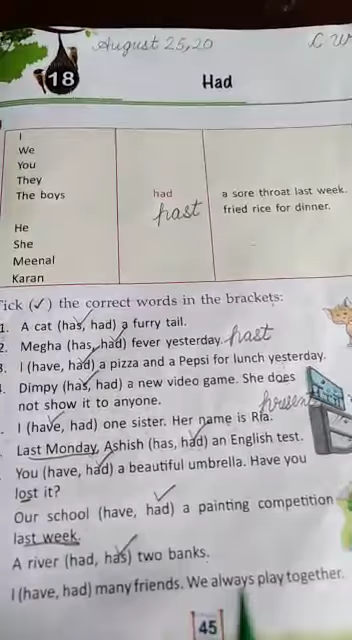 August 25, 20
C W
18
Had
I
We
You
They
The boys
He
She
Meenal
Karan
had
past
a sore throat last week.
fried rice for dinner.
Tick (✓) the correct words in the brackets:
1. A cat (has, had) a furry tail.
2. Megha (has, had) fever yesterday. past
3. I (have, had) a pizza and a Pepsi for lunch yesterday.
Dimpy (has, had) a new video game. She does
not show it to anyone.
present
I (have, had) one sister. Her name is Ria.
Last Monday, Ashish (has, had) an English test.
You (have, had) a beautiful umbrella. Have you
lost it?
Our school (have, had) a painting competition
last week.
A river (had, has) two banks.
I (have, had) many friends. We always play together.
45